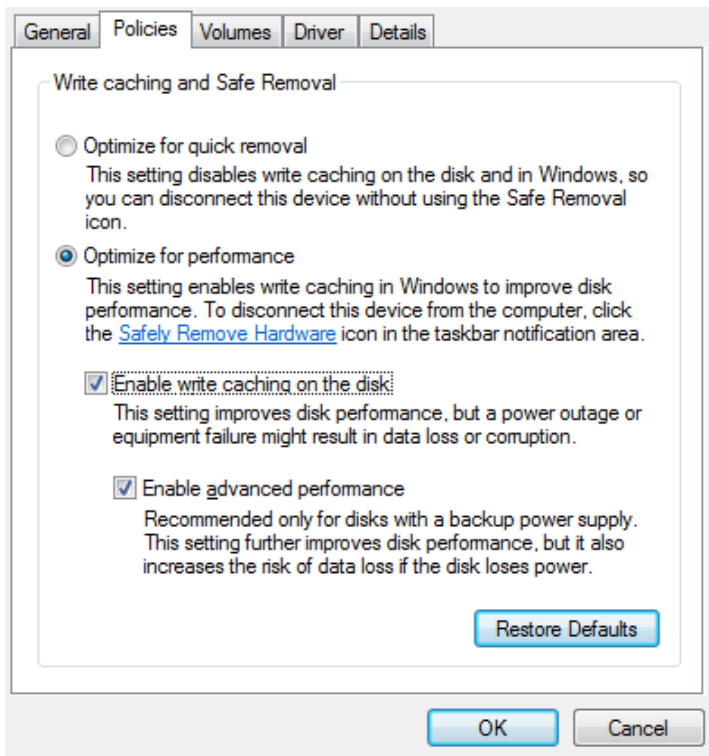 General Policies Volumes Driver Details
Write caching and Safe Removal
Optimize for quick removal
This setting disables write caching on the disk and in Windows, so
you can disconnect this device without using the Safe Removal
icon.
Optimize for performance
This setting enables write caching in Windows to improve disk
performance. To disconnect this device from the computer, click
the Safely Remove Hardware icon in the taskbar notification area.
Enable write caching on the disk
This setting improves disk performance, but a power outage or
equipment failure might result in data loss or corruption.
Enable advanced performance
Recommended only for disks with a backup power supply.
This setting further improves disk performance, but it also
increases the risk of data loss if the disk loses power.
Restore Defaults
OK Cancel